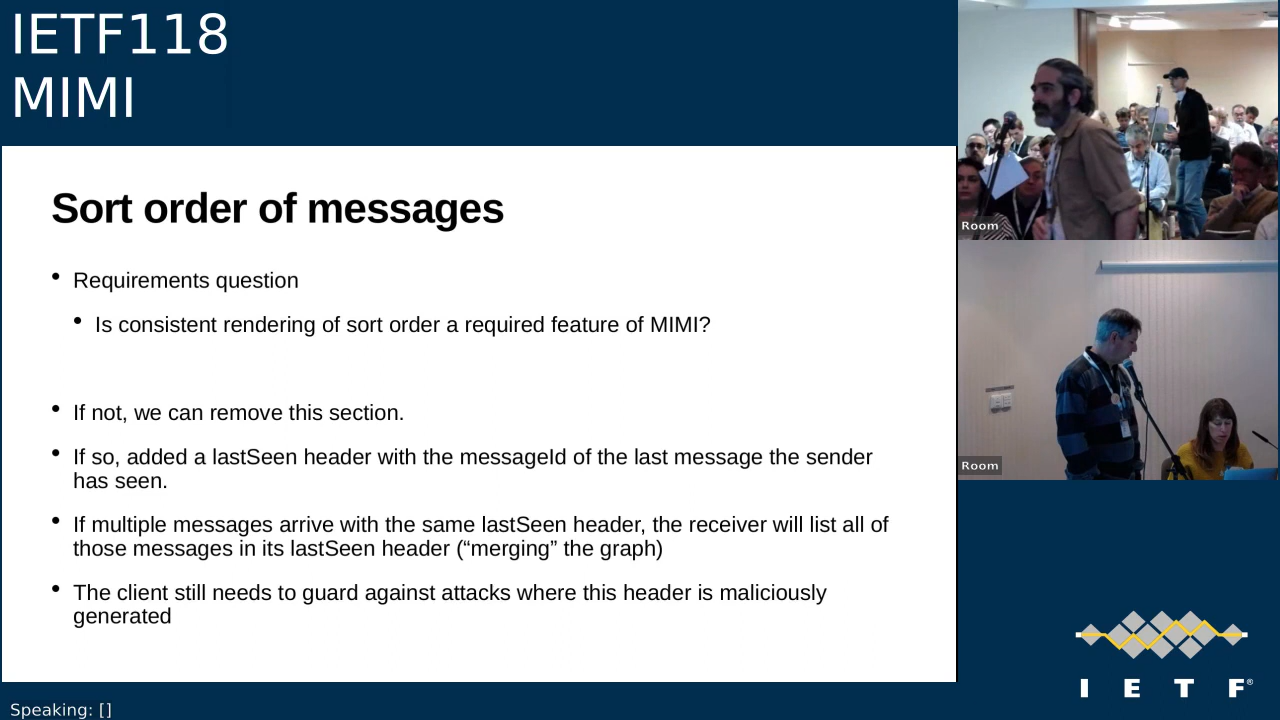 IETF118
MIMI
Sort order of messages
• Requirements question
• Is consistent rendering of sort order a required feature of MIMI?
• If not, we can remove this section.
• If so, added a lastSeen header with the messageId of the last message the sender
has seen.
• If multiple messages arrive with the same lastSeen header, the receiver will list all of
those messages in its lastSeen header (“merging” the graph)
• The client still needs to guard against attacks where this header is maliciously
generated
Room
Room
I E T F®
Speaking: []